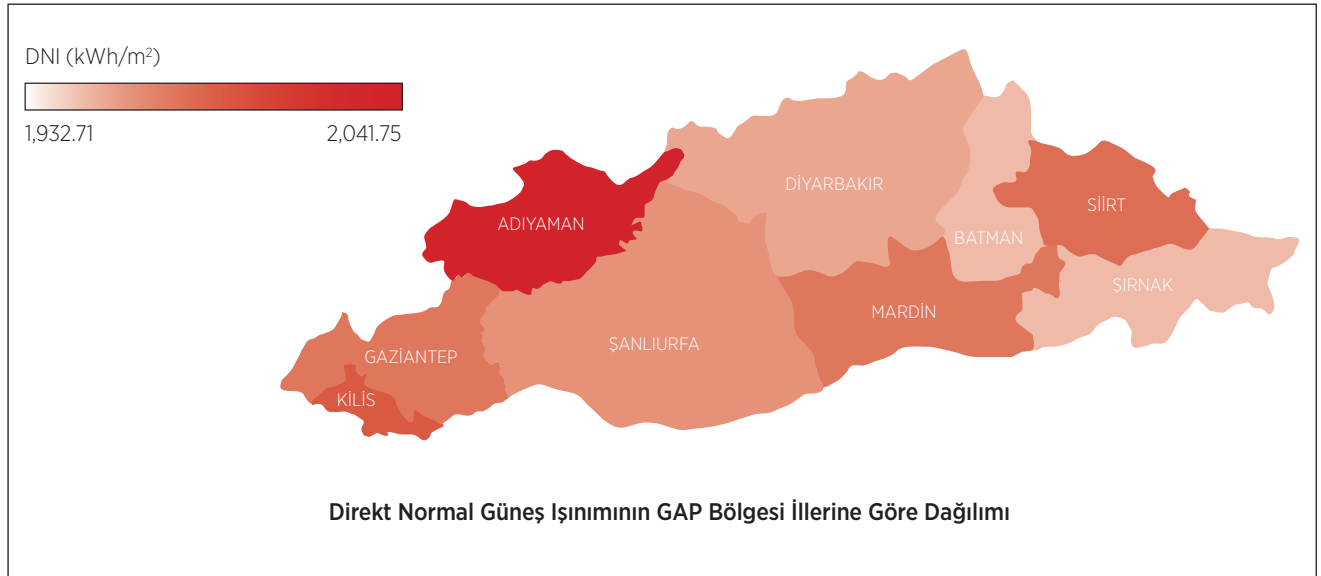 DNI (kWh/m²)
1,932.71 2,041.75
DİYARBAKIR
SİİRT
ADIYAMAN
BATMAN
ŞIRNAK
MARDİN
ŞANLIURFA
GAZİANTEP
KİLİS
Direkt Normal Güneş Işınımının GAP Bölgesi İllerine Göre Dağılımı